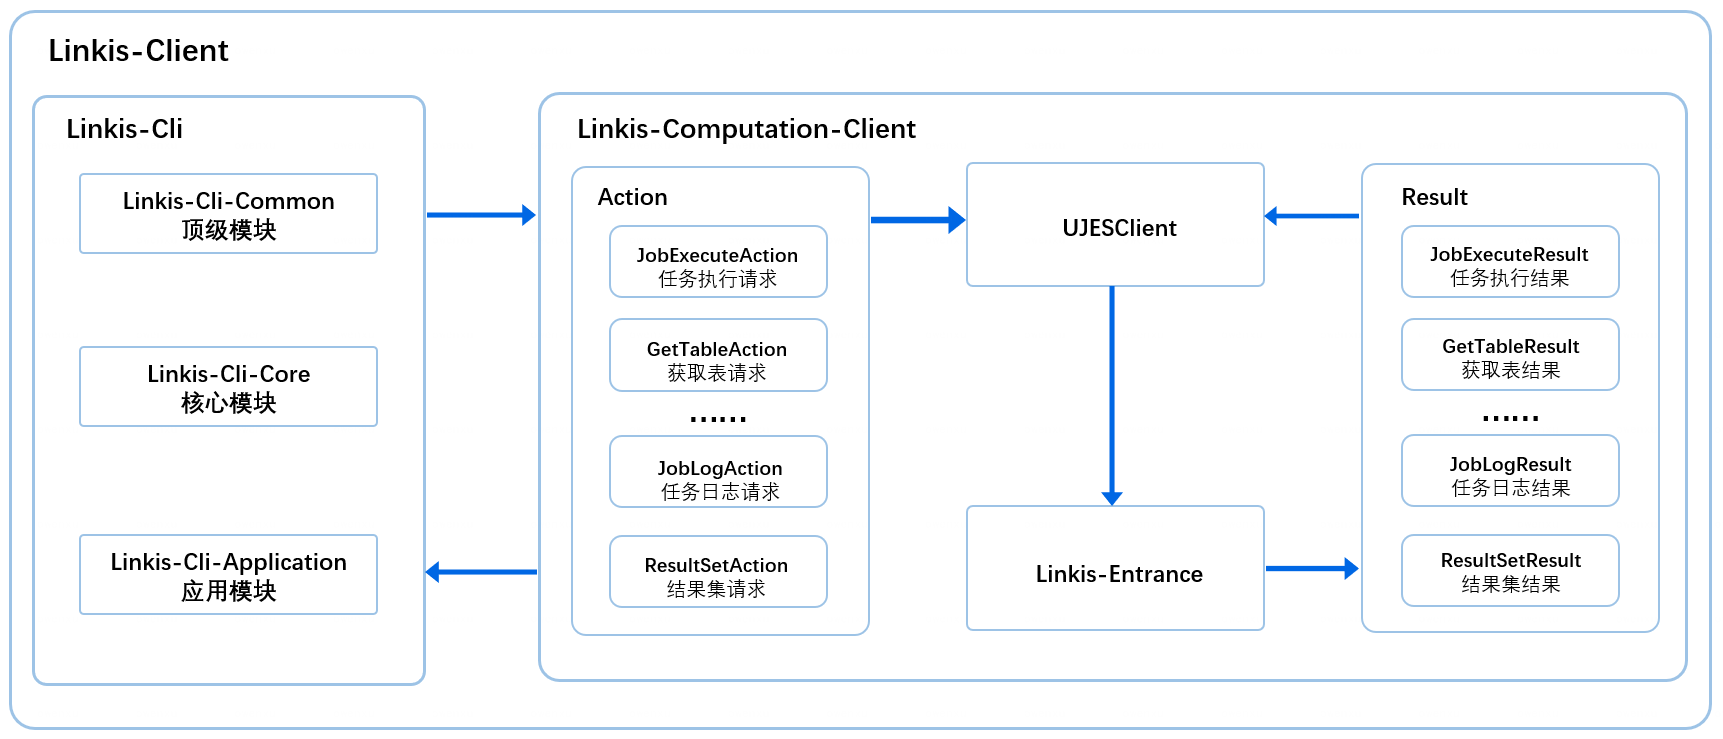 Linkis-Client
Linkis-Cli
Linkis-Cli-Common
顶级模块
Linkis-Cli-Core
核心模块
Linkis-Cli-Application
应用模块
Linkis-Computation-Client
Action
JobExecuteAction
任务执行请求
GetTableAction
获取表请求
……
JobLogAction
任务日志请求
ResultSetAction
结果集请求
UJESClient
Linkis-Entrance
Result
JobExecuteResult
任务执行结果
GetTableResult
获取表结果
……
JobLogResult
任务日志结果
ResultSetResult
结果集结果